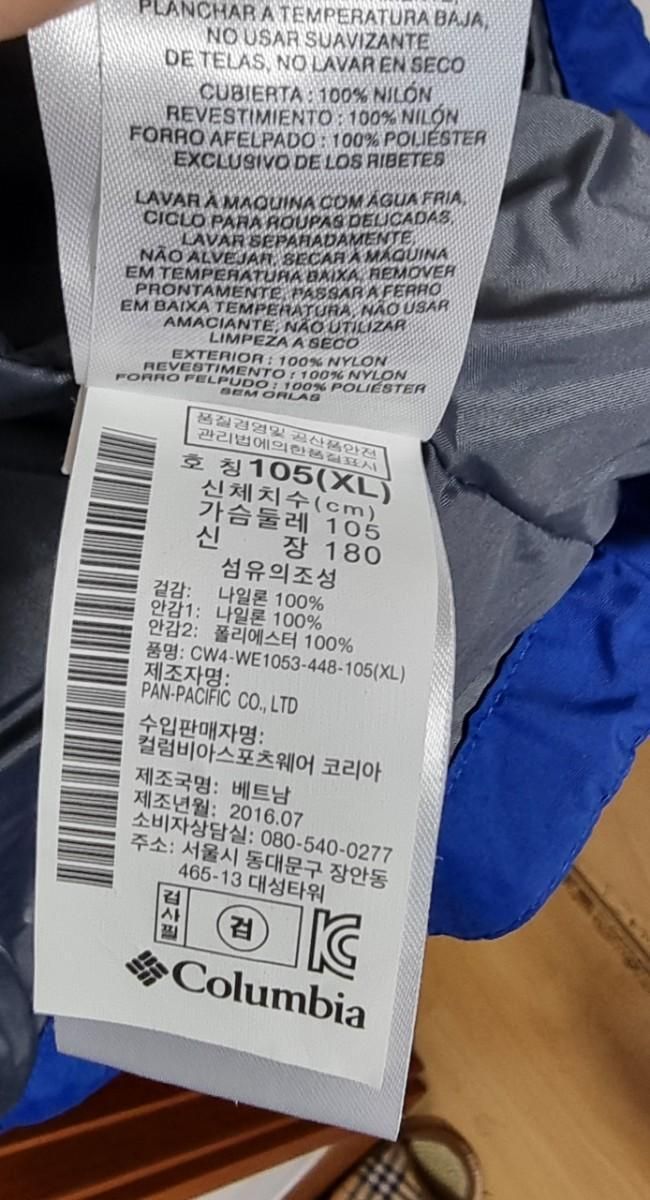 PLANCHAR A TEMPERATURA BAJA,
NO USAR SUAVIZANTE
DE TELAS, NO LAVAR EN SECO
CUBIERTA : 100% NILÓN
REVESTIMIENTO : 100% NILÓN
FORRO AFELPADO : 100% POLIÉSTER
EXCLUSIVO DE LOS RIBETES
LAVAR À MAQUINA COM ÁGUA FRIA,
CICLO PARA ROUPAS DELICADAS,
LAVAR SEPARADAMENTE,
NÃO ALVEJAR, SECAR À MÁQUINA
EM TEMPERATURA BAIXA, REMOVER
PRONTAMENTE, PASSAR A FERRO
EM BAIXA TEMPERATURA, NÃO USAR
AMACIANTE, NÃO UTILIZAR
LIMPEZA A SECO
EXTERIOR : 100% NYLON
REVESTIMENTO : 100% NYLON
FORRO FELPUDO : 100% POLIÉSTER
SEM ORLAS
품질경영및 공산품안전
관리법에의한품질표시
호 칭 105(XL)
신체치수(cm)
가슴둘레 105
신 장 180
섬유의조성
겉감: 나일론 100%
안감1: 나일론 100%
안감2: 폴리에스터 100%
품명: CW4-WE1053-448-105(XL)
제조자명:
PAN-PACIFIC CO., LTD
수입판매자명:
컬럼비아스포츠웨어 코리아
제조국명: 베트남
제조년월: 2016.07
소비자상담실: 080-540-0277
주소: 서울시 동대문구 장안동
465-13 대성타워
검사필 검
Columbia